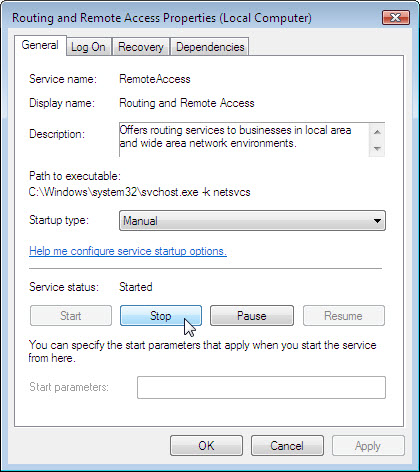 Routing and Remote Access Properties (Local Computer)
General Log On Recovery Dependencies
Service name: RemoteAccess
Display name: Routing and Remote Access
Description: Offers routing services to businesses in local area
and wide area network environments.
Path to executable:
C:\Windows\system32\svchost.exe -k netsvcs
Startup type: Manual
Help me configure service startup options.
Service status: Started
Start Stop Pause Resume
You can specify the start parameters that apply when you start the service
from here.
Start parameters:
OK Cancel Apply